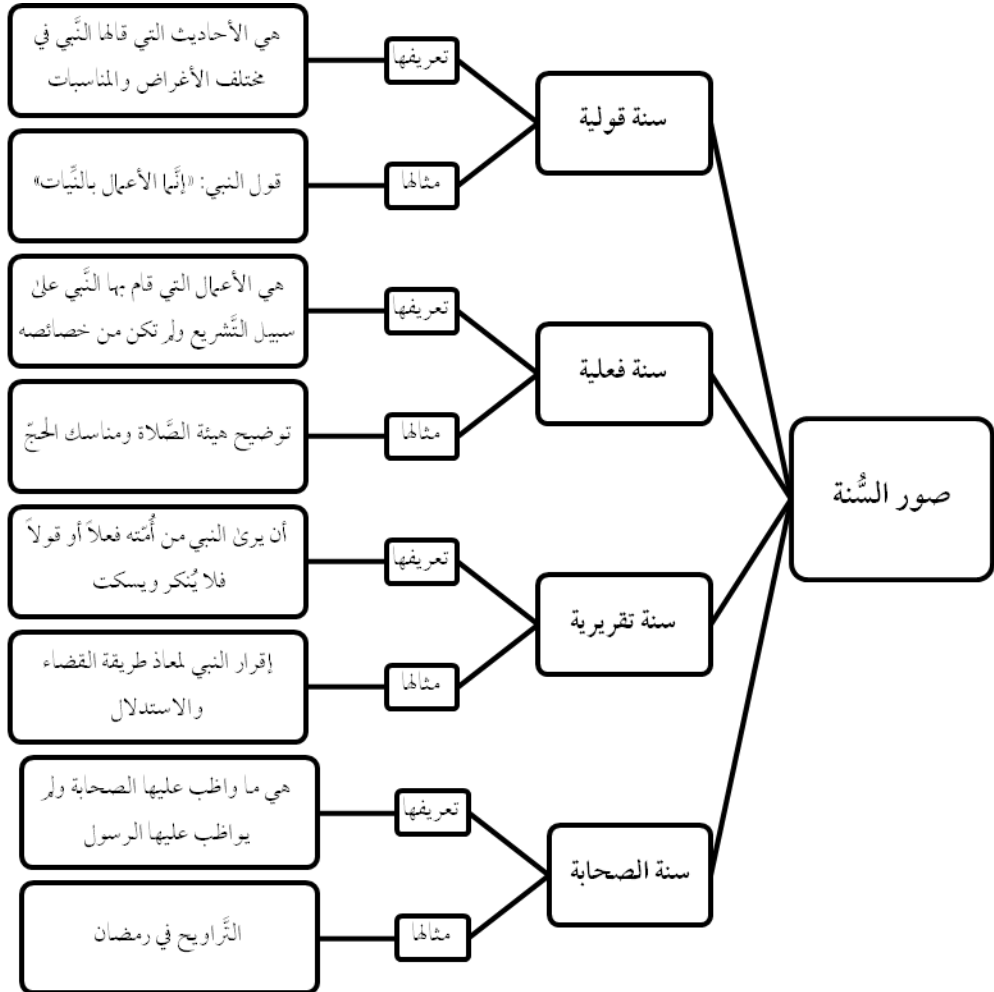 صور السُّنة
سنة قولية
تعريفها
هي الأحاديث التي قالها النَّبي في
مختلف الأغراض والمناسبات
مثالها
قول النبي: «إنَّما الأعمال بالنِّيات»
سنة فعلية
تعريفها
هي الأعمال التي قام بها النَّبي علىٰ
سبيل التَّشريع ولم تكن من خصائصه
مثالها
توضيح هيئة الصَّلاة ومناسك الحجّ
سنة تقريرية
تعريفها
أن يرىٰ النبي من أُمّته فعلاً أو قولاً
فلا يُنكر ويسكت
مثالها
إقرار النبي لمعاذ طريقة القضاء
والاستدلال
سنة الصحابة
تعريفها
هي ما واظب عليها الصحابة ولم
يواظب عليها الرسول
مثالها
التَّراويح في رمضان